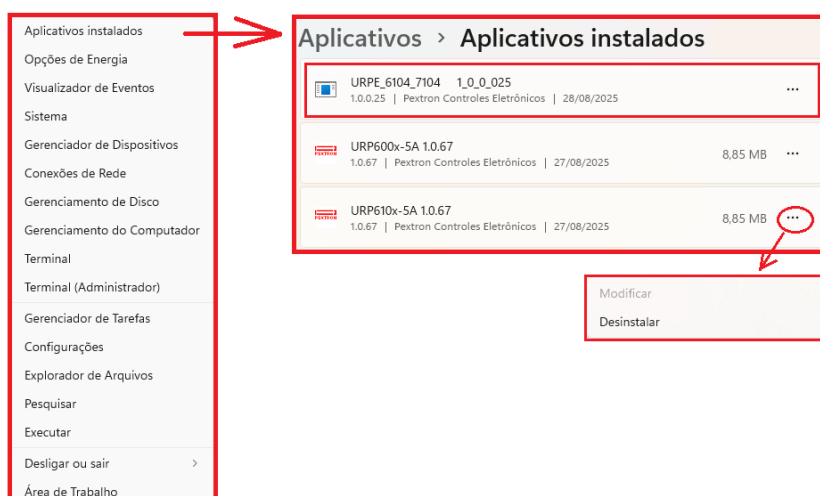 Aplicativos instalados
Opções de Energia
Visualizador de Eventos
Sistema
Gerenciador de Dispositivos
Conexões de Rede
Gerenciamento de Disco
Gerenciamento do Computador
Terminal
Terminal (Administrador)
Gerenciador de Tarefas
Configurações
Explorador de Arquivos
Pesquisar
Executar
Desligar ou sair
Área de Trabalho
Aplicativos > Aplicativos instalados
URPE_6104_7104 1_0_0_025
1.0.0.25 | Pextron Controles Eletrônicos | 28/08/2025
PEXTRON
URP600x-5A 1.0.67
1.0.67 | Pextron Controles Eletrônicos | 27/08/2025
8,85 MB
PEXTRON
URP610x-5A 1.0.67
1.0.67 | Pextron Controles Eletrônicos | 27/08/2025
8,85 MB
Modificar
Desinstalar